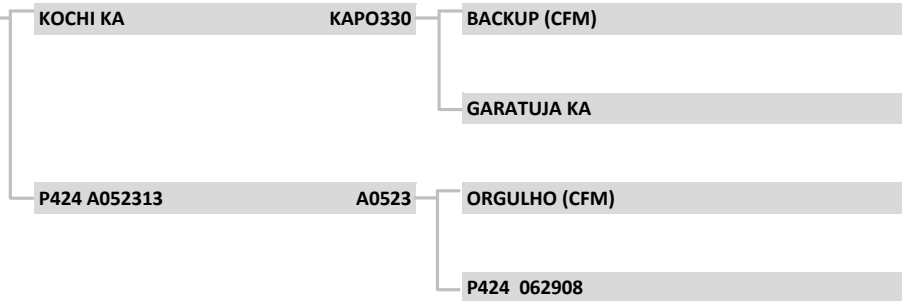 KOCHI KA KAPO330 BACKUP (CFM)
GARATUJA KA
P424 A052313 A0523 ORGULHO (CFM)
P424 062908